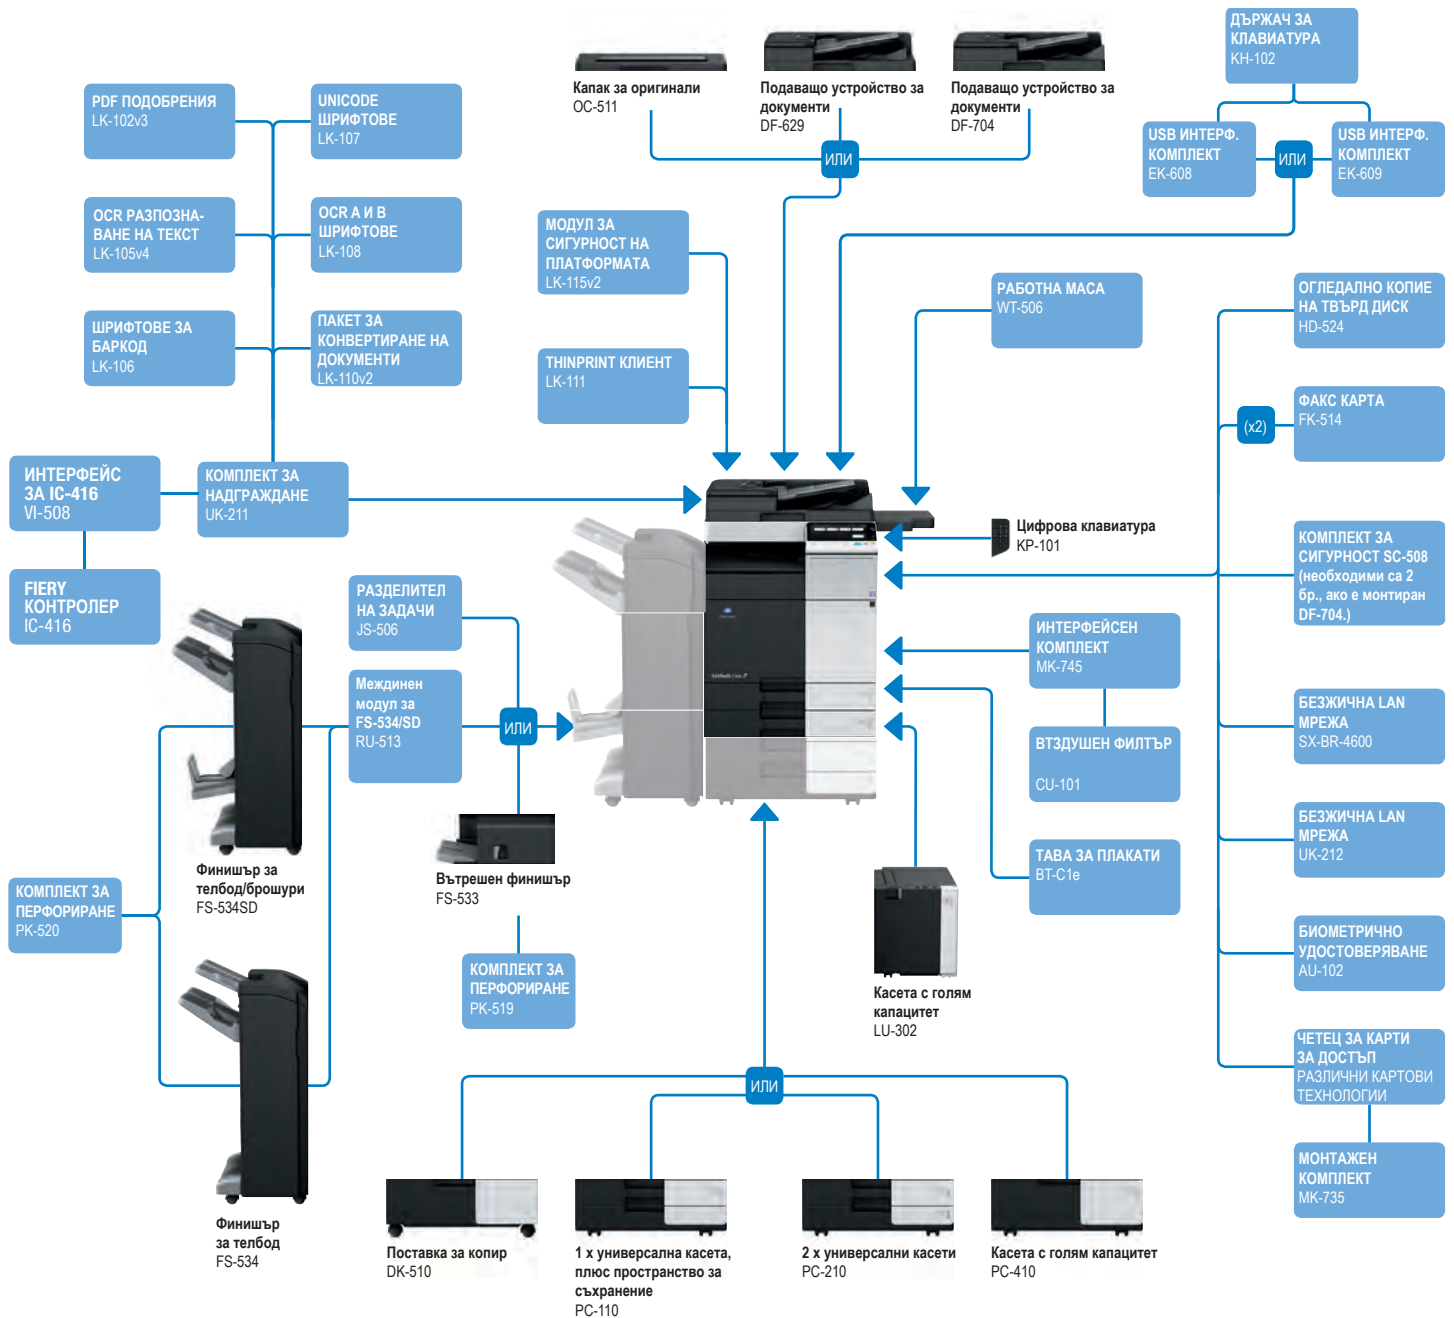 Капак за оригинали
OC-511
Подаващо устройство за
документи
DF-629
Подаващо устройство за
документи
DF-704
ДЪРЖАЧ ЗА
КЛАВИАТУРА
KH-102
USB ИНТЕРФ.
КОМПЛЕКТ
EK-608
ИЛИ
USB ИНТЕРФ.
КОМПЛЕКТ
EK-609
ИЛИ
PDF ПОДОБРЕНИЯ
LK-102v3
UNICODE
ШРИФТОВЕ
LK-107
OCR РАЗПОЗНА-
ВАНЕ НА ТЕКСТ
LK-105v4
OCR A И B
ШРИФТОВЕ
LK-108
ШРИФТОВЕ ЗА
БАРКОД
LK-106
ПАКЕТ ЗА
КОНВЕРТИРАНЕ НА
ДОКУМЕНТИ
LK-110v2
МОДУЛ ЗА
СИГУРНОСТ НА
ПЛАТФОРМАТА
LK-115v2
THINPRINT КЛИЕНТ
LK-111
РАБОТНА МАСА
WT-506
ОГЛЕДАЛНО КОПИЕ
НА ТВЪРД ДИСК
HD-524
(x2)
ФАКС КАРТА
FK-514
ИНТЕРФЕЙС
ЗА IC-416
VI-508
КОМПЛЕКТ ЗА
НАДГРАЖДАНЕ
UK-211
FIERY
КОНТРОЛЕР
IC-416
Цифрова клавиатура
KP-101
КОМПЛЕКТ ЗА
СИГУРНОСТ SC-508
(необходими са 2
бр., ако е монтиран
DF-704.)
РАЗДЕЛИТЕЛ
НА ЗАДАЧИ
JS-506
Междинен
модул за
FS-534/SD
RU-513
ИЛИ
ИНТЕРФЕЙСЕН
КОМПЛЕКТ
MK-745
ВТЗДУШЕН ФИЛТЪР
CU-101
ТАВА ЗА ПЛАКАТИ
BT-C1e
БЕЗЖИЧНА LAN
МРЕЖА
SX-BR-4600
БЕЗЖИЧНА LAN
МРЕЖА
UK-212
БИОМЕТРИЧНО
УДОСТОВЕРЯВАНЕ
AU-102
ЧЕТЕЦ ЗА КАРТИ
ЗА ДОСТЪП
РАЗЛИЧНИ КАРТОВИ
ТЕХНОЛОГИИ
МОНТАЖЕН
КОМПЛЕКТ
MK-735
Финишър за
телбод/брошури
FS-534SD
КОМПЛЕКТ ЗА
ПЕРФОРИРАНЕ
PK-520
Вътрешен финишър
FS-533
КОМПЛЕКТ ЗА
ПЕРФОРИРАНЕ
PK-519
Касета с голям
капацитет
LU-302
Финишър
за телбод
FS-534
ИЛИ
Поставка за копир
DK-510
1 x универсална касета,
плюс пространство за
съхранение
PC-110
2 x универсални касети
PC-210
Касета с голям капацитет
PC-410